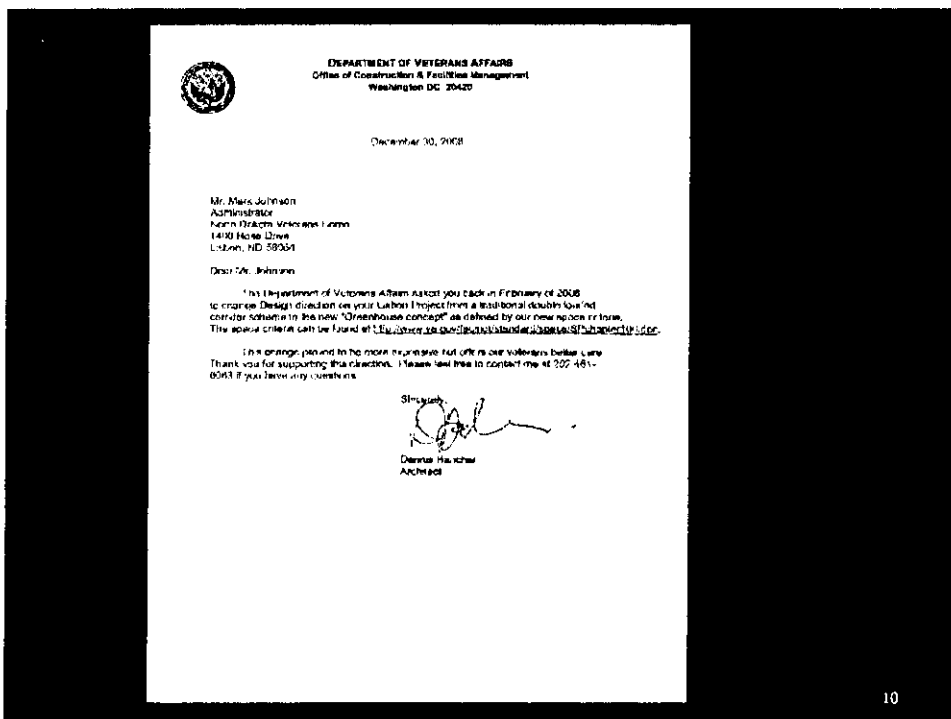 DEPARTMENT OF VETERANS AFFAIRS
Office of Construction & Facilities Management
Washington DC 20420
December 30, 2008
Mr. Mark Johnson
Administrator
North Dakota Veterans Home
1400 Rose Drive
Lisbon, ND 58054
Dear Mr. Johnson
The Department of Veterans Affairs asked you back in February of 2008
to change Design direction on your Lisbon Project from a traditional double loaded
corridor scheme to the new "Greenhouse concept" as defined by our new space criteria.
The space criteria can be found at
This change proved to be more expensive but offers our veterans better care
Thank you for supporting this direction. Please feel free to contact me at 202-461-
if you have any questions
Sincerely,
Dennis Hancher
Architect
10